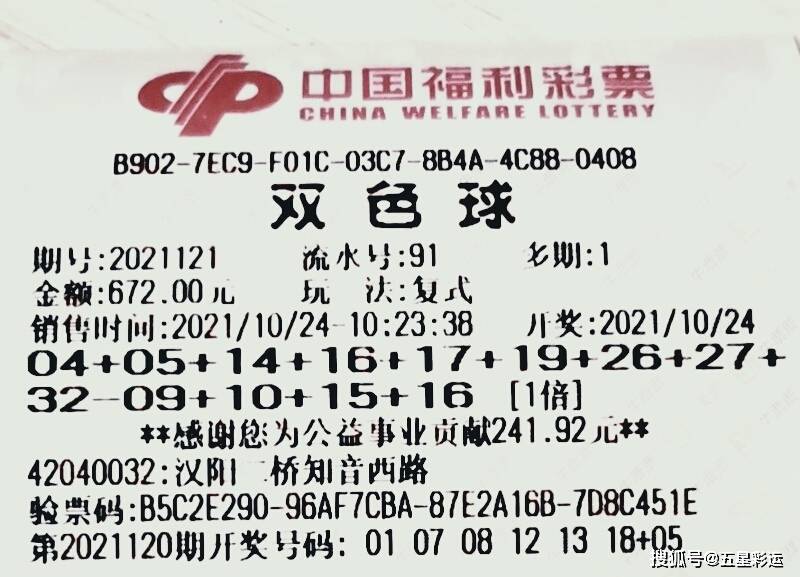 中国福利彩票
CHINA WELFARE LOTTERY
B902-7EC9-F01C-03C7-8B4A-4C88-0408
双色球
期号:2021121 流水号:91 多期:1
金额:672.00元 玩 法:复式
销售时间:2021/10/24-10:23:38 开奖:2021/10/24
04+05+14+16+17+19+26+27+
32-09+10+15+16 [1倍]
**感谢您为公益事业贡献241.92元**
42040032:汉阳二桥知音西路
验票码:B5C2E290-96AF7CBA-87E2A16B-7D8C451E
第2021120期开奖号码: 01 07 08 12 13 18+05
搜狐号@五星彩运